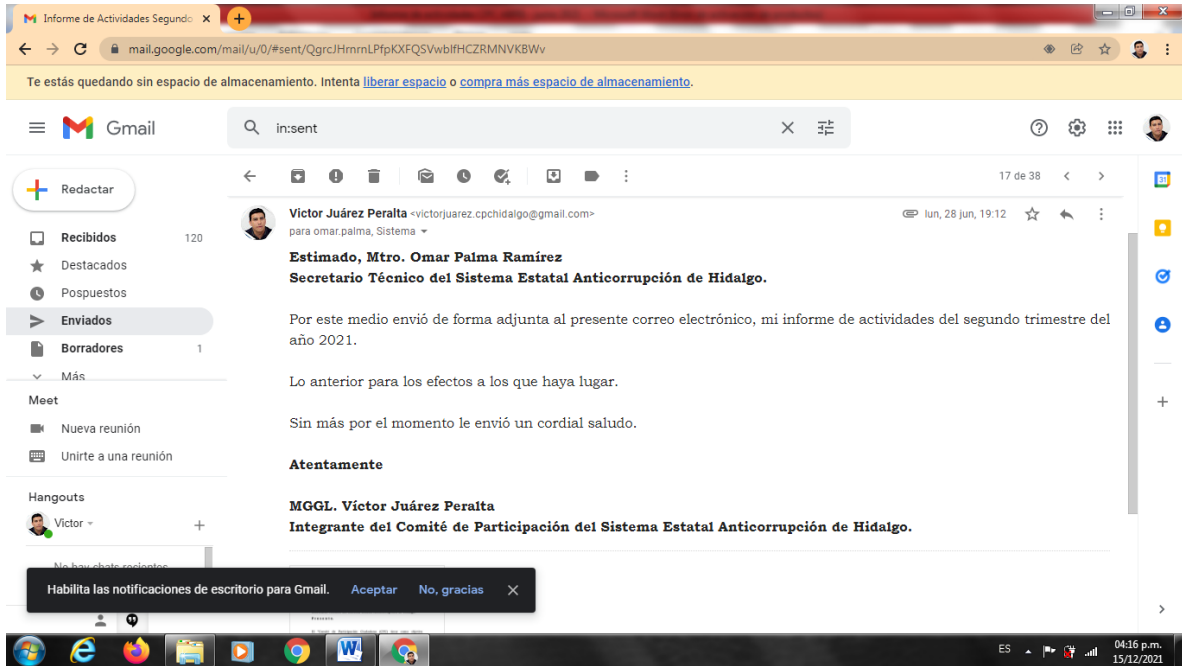 Informe de Actividades Segundo
mail.google.com/mail/u/0/#sent/QgrcJHrnrnLPfpKXFQSVwblfHCZRMNVKBWv
Te estás quedando sin espacio de almacenamiento. Intenta liberar espacio o compra más espacio de almacenamiento.
Gmail
in:sent
Redactar
17 de 38
31
Recibidos 120
Destacados
Pospuestos
Enviados
Borradores 1
Más
Meet
Nueva reunión
Unirte a una reunión
Hangouts
Victor
No hay chats recientes
Victor Juárez Peralta <victorjuarez.cpchidalgo@gmail.com>
lun, 28 jun, 19:12
para omar.palma, Sistema
Estimado, Mtro. Omar Palma Ramírez
Secretario Técnico del Sistema Estatal Anticorrupción de Hidalgo.
Por este medio envió de forma adjunta al presente correo electrónico, mi informe de actividades del segundo trimestre del
año 2021.
Lo anterior para los efectos a los que haya lugar.
Sin más por el momento le envió un cordial saludo.
Atentamente
MGGL. Víctor Juárez Peralta
Integrante del Comité de Participación del Sistema Estatal Anticorrupción de Hidalgo.
Habilita las notificaciones de escritorio para Gmail. Aceptar No, gracias
ES
04:16 p.m.
15/12/2021